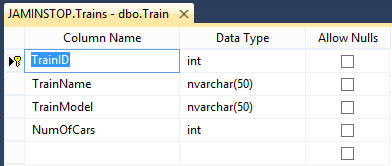 JAMINSTOP.Trains - dbo.Train
Column Name Data Type Allow Nulls
TrainID int
TrainName nvarchar(50)
TrainModel nvarchar(50)
NumOfCars int